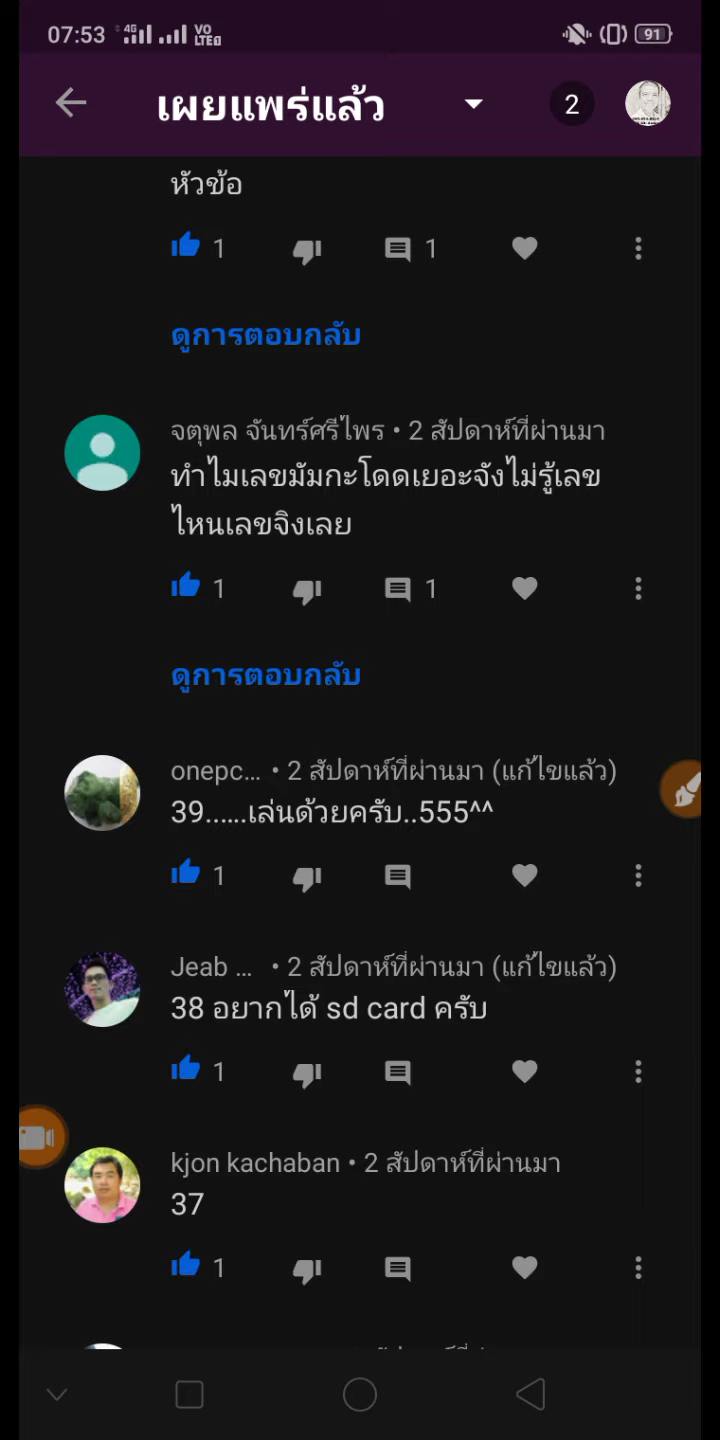 07:53 4G VO LTE 91
เผยแพร่แล้ว 2
หัวข้อ
1 1
ดูการตอบกลับ
จตุพล จันทร์ศรีไพร • 2 สัปดาห์ที่ผ่านมา
ทำไมเลขมัมกะโดดเยอะจังไม่รู้เลข
ไหนเลขจิงเลย
1 1
ดูการตอบกลับ
onepc... • 2 สัปดาห์ที่ผ่านมา (แก้ไขแล้ว)
39......เล่นด้วยครับ..555^^
1
Jeab ... • 2 สัปดาห์ที่ผ่านมา (แก้ไขแล้ว)
38 อยากได้ sd card ครับ
1
kjon kachaban • 2 สัปดาห์ที่ผ่านมา
37
1